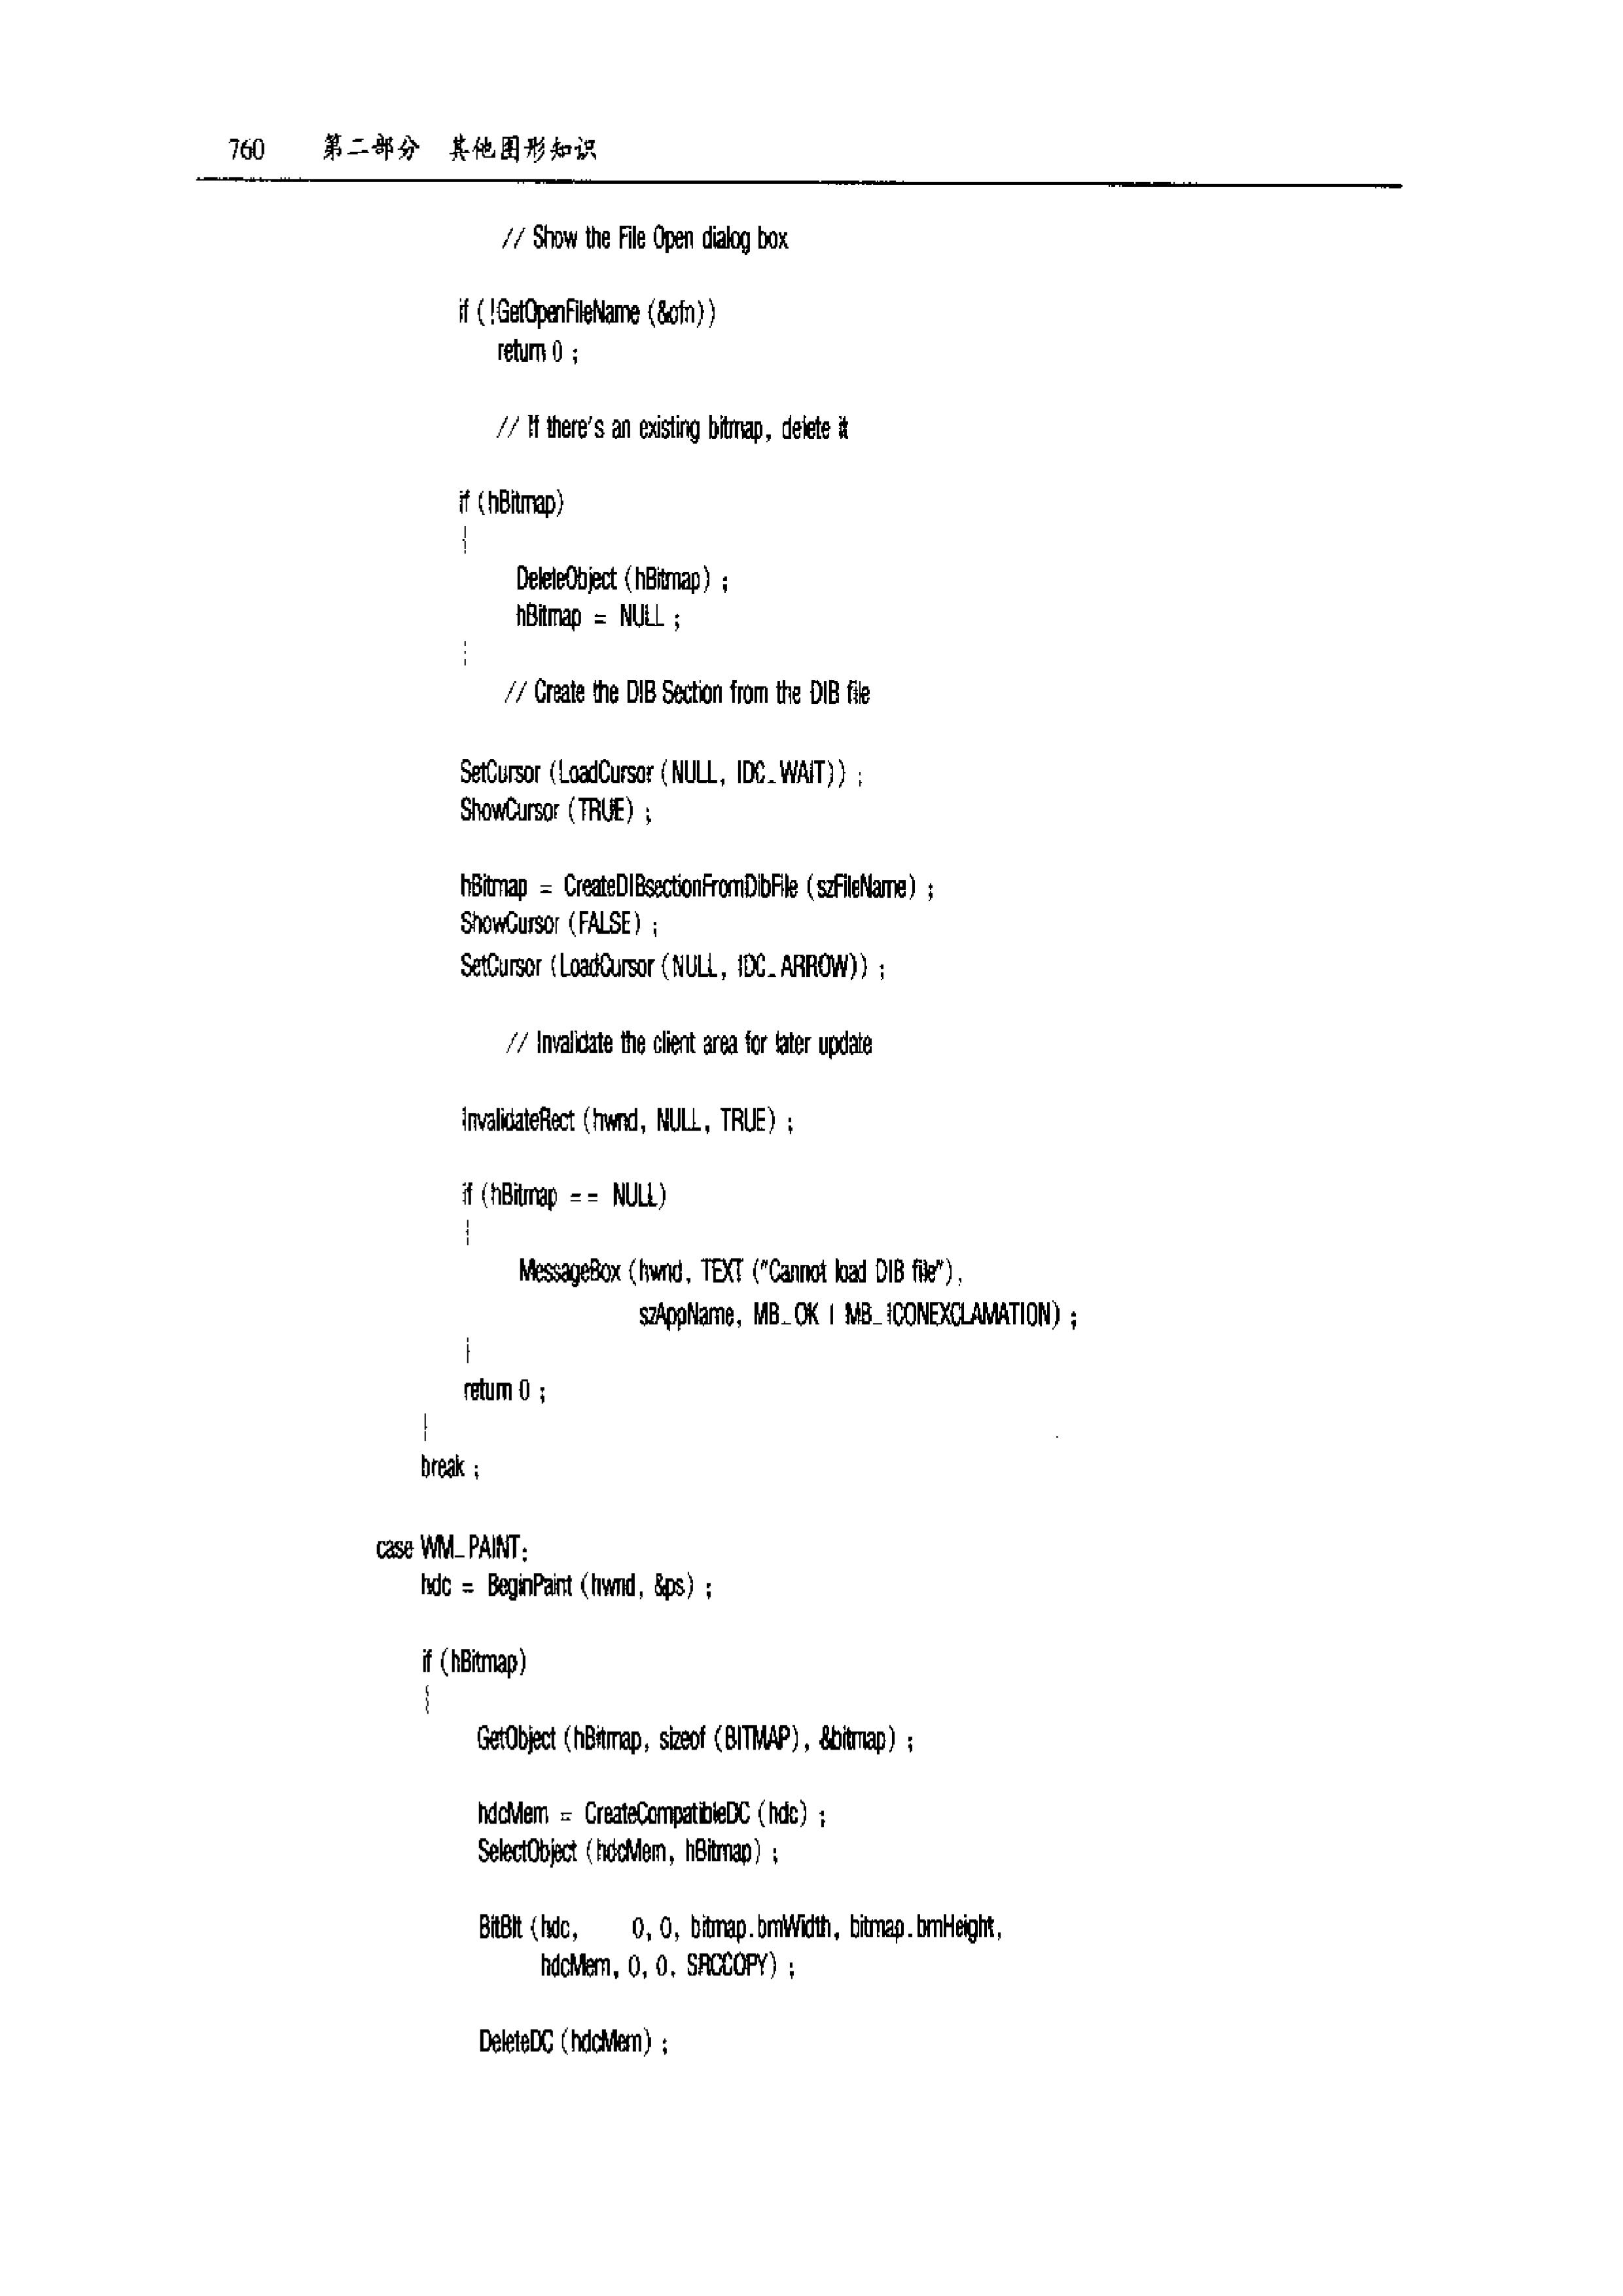 760 第二部分 其他图形知识
// Show the File Open dialog box
if (!GetOpenFileName (&ofn))
return 0 ;
// If there's an existing bitmap, delete it
if (hBitmap)
{
DeleteObject (hBitmap) ;
hBitmap = NULL ;
}
// Create the DIB Section from the DIB file
SetCursor (LoadCursor (NULL, IDC_WAIT)) ;
ShowCursor (TRUE) ;
hBitmap = CreateDIBsectionFromDibFile (szFileName) ;
ShowCursor (FALSE) ;
SetCursor (LoadCursor (NULL, IDC_ARROW)) ;
// Invalidate the client area for later update
InvalidateRect (hwnd, NULL, TRUE) ;
if (hBitmap == NULL)
{
MessageBox (hwnd, TEXT ("Cannot load DIB file"),
szAppName, MB_OK | MB_ICONEXCLAMATION) ;
}
return 0 ;
}
break ;
case WM_PAINT:
hdc = BeginPaint (hwnd, &ps) ;
if (hBitmap)
{
GetObject (hBitmap, sizeof (BITMAP), &bitmap) ;
hdcMem = CreateCompatibleDC (hdc) ;
SelectObject (hdcMem, hBitmap) ;
BitBlt (hdc, 0, 0, bitmap.bmWidth, bitmap.bmHeight,
hdcMem, 0, 0, SRCCOPY) ;
DeleteDC (hdcMem) ;